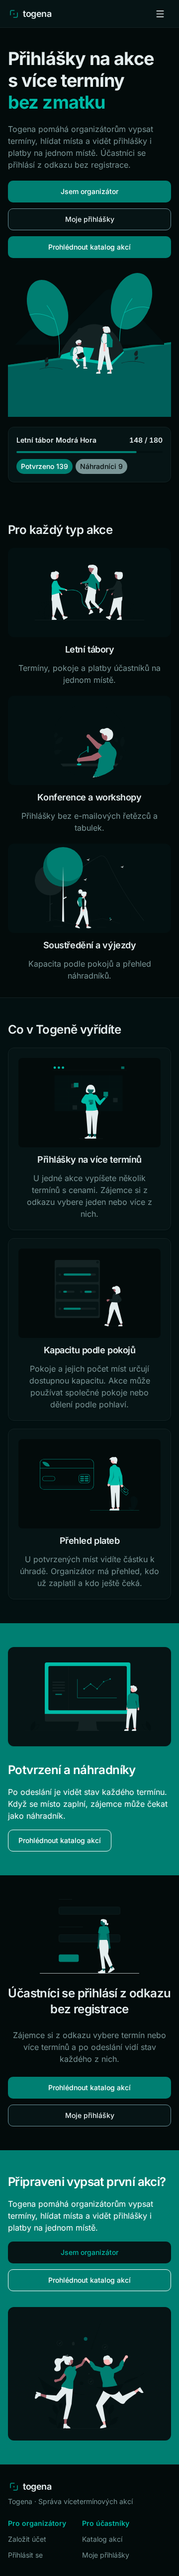 togena
Přihlášky na akce
s více termíny
bez zmatku
Togena pomáhá organizátorům vypsat
termíny, hlídat místa a vidět přihlášky i
platby na jednom místě. Účastníci se
přihlásí z odkazu bez registrace.
Jsem organizátor
Moje přihlášky
Prohlédnout katalog akcí
Letní tábor Modrá Hora 148 / 180
Potvrzeno 139 Náhradníci 9
Pro každý typ akce
Letní tábory
Termíny, pokoje a platby účastníků na
jednom místě.
Konference a workshopy
Přihlášky bez e-mailových řetězců a
tabulek.
Soustředění a výjezdy
Kapacita podle pokojů a přehled
náhradníků.
Co v Togeně vyřídíte
Přihlášky na více termínů
U jedné akce vypíšete několik
termínů s cenami. Zájemce si z
odkazu vybere jeden nebo více z
nich.
Kapacitu podle pokojů
Pokoje a jejich počet míst určují
dostupnou kapacitu. Akce může
používat společné pokoje nebo
dělení podle pohlaví.
Přehled plateb
U potvrzených míst vidíte částku k
úhradě. Organizátor má přehled, kdo
už zaplatil a kdo ještě čeká.
Potvrzení a náhradníky
Po odeslání je vidět stav každého termínu.
Když se místo zaplní, zájemce může čekat
jako náhradník.
Prohlédnout katalog akcí
Účastníci se přihlásí z odkazu
bez registrace
Zájemce si z odkazu vybere termín nebo
více termínů a po odeslání vidí stav
každého z nich.
Prohlédnout katalog akcí
Moje přihlášky
Připraveni vypsat první akci?
Togena pomáhá organizátorům vypsat
termíny, hlídat místa a vidět přihlášky i
platby na jednom místě.
Jsem organizátor
Prohlédnout katalog akcí
togena
Togena · Správa vícetermínových akcí
Pro organizátory Pro účastníky
Založit účet Katalog akcí
Přihlásit se Moje přihlášky